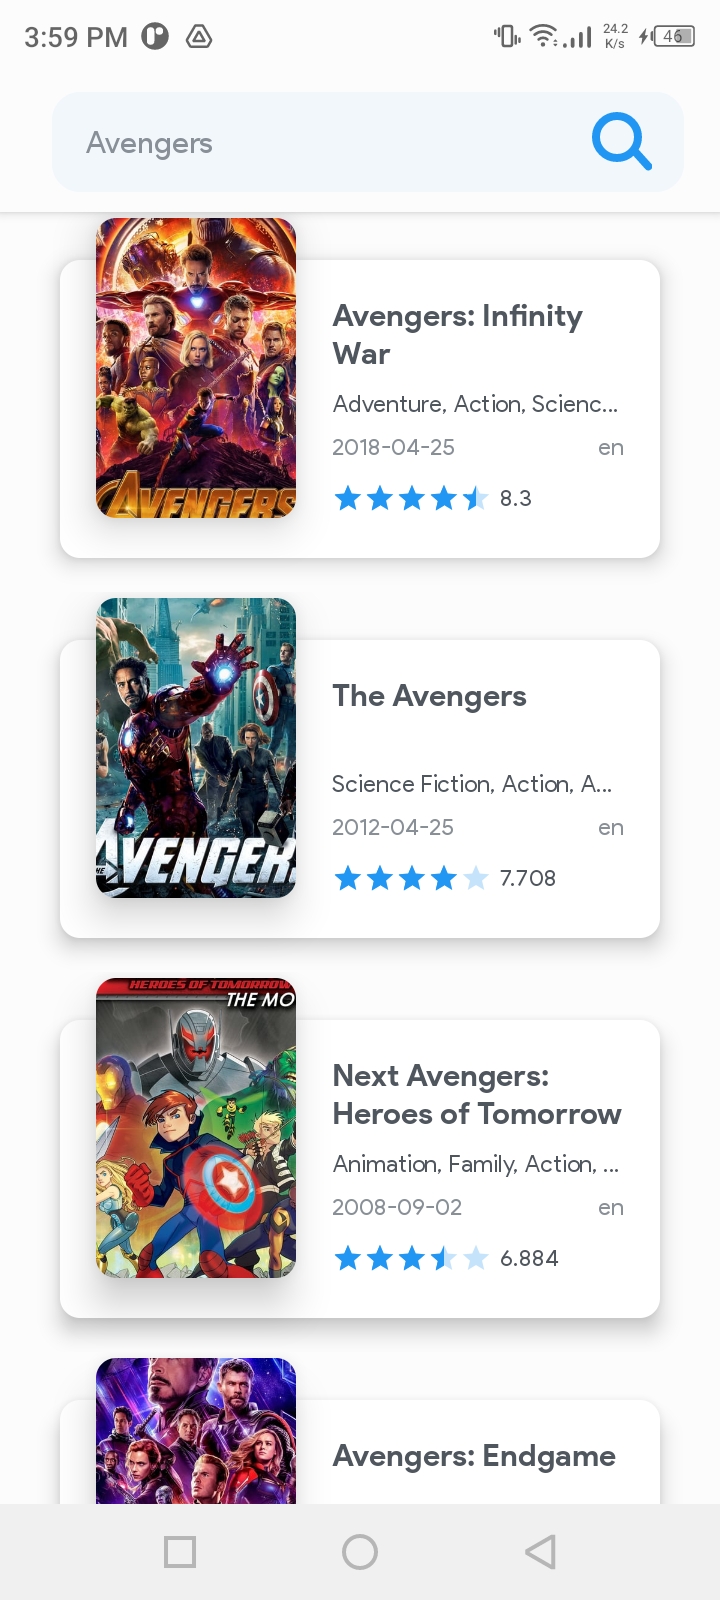 3:59 PM
24.2
K/s
46
Avengers
AVENGERS
Avengers: Infinity
War
Adventure, Action, Scienc...
2018-04-25 en
8.3
THE AVENGERS
The Avengers
Science Fiction, Action, A...
2012-04-25 en
7.708
HEROES OF TOMORROW
THE MO
Next Avengers:
Heroes of Tomorrow
Animation, Family, Action, ...
2008-09-02 en
6.884
Avengers: Endgame